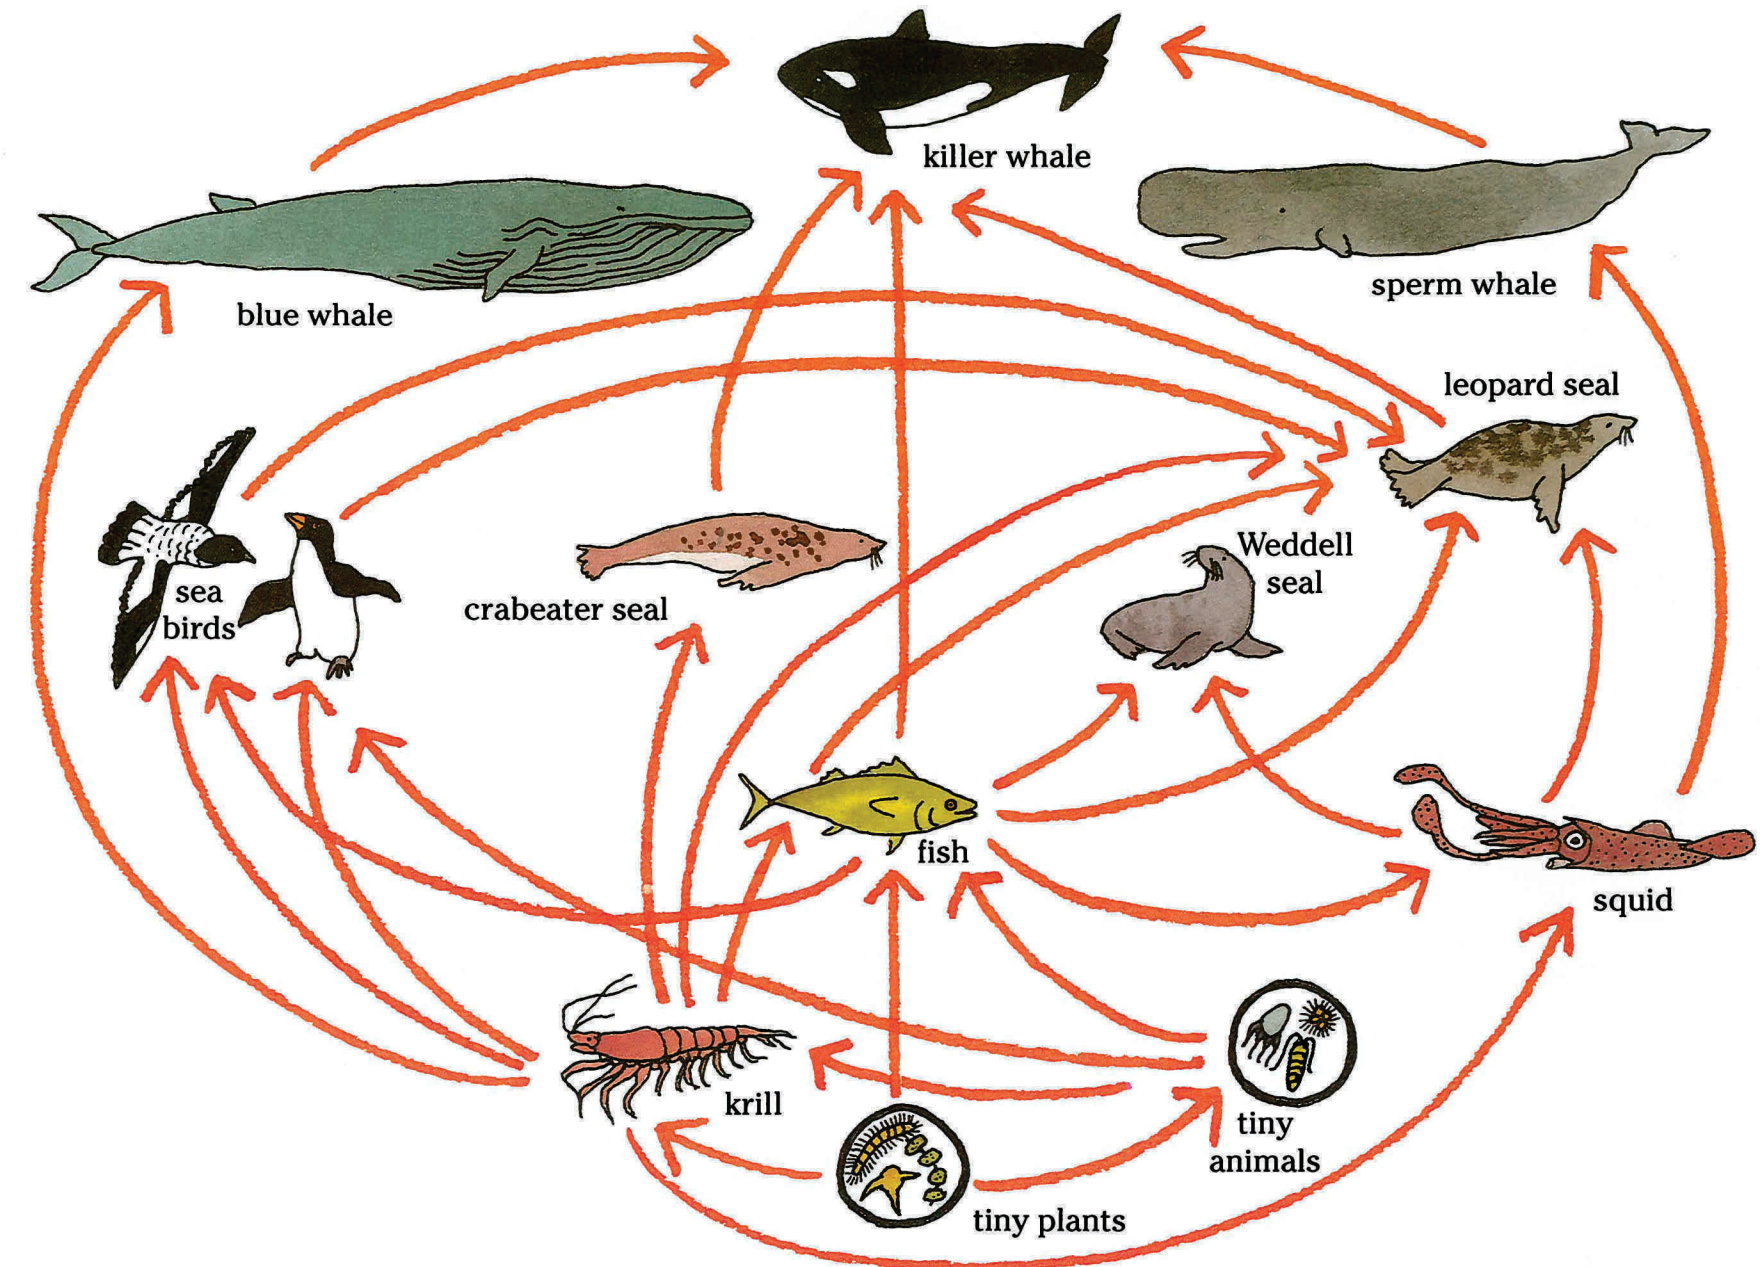 killer whale
sperm whale
blue whale
leopard seal
Weddell
seal
sea
birds
crabeater seal
fish
squid
krill
tiny
animals
tiny plants